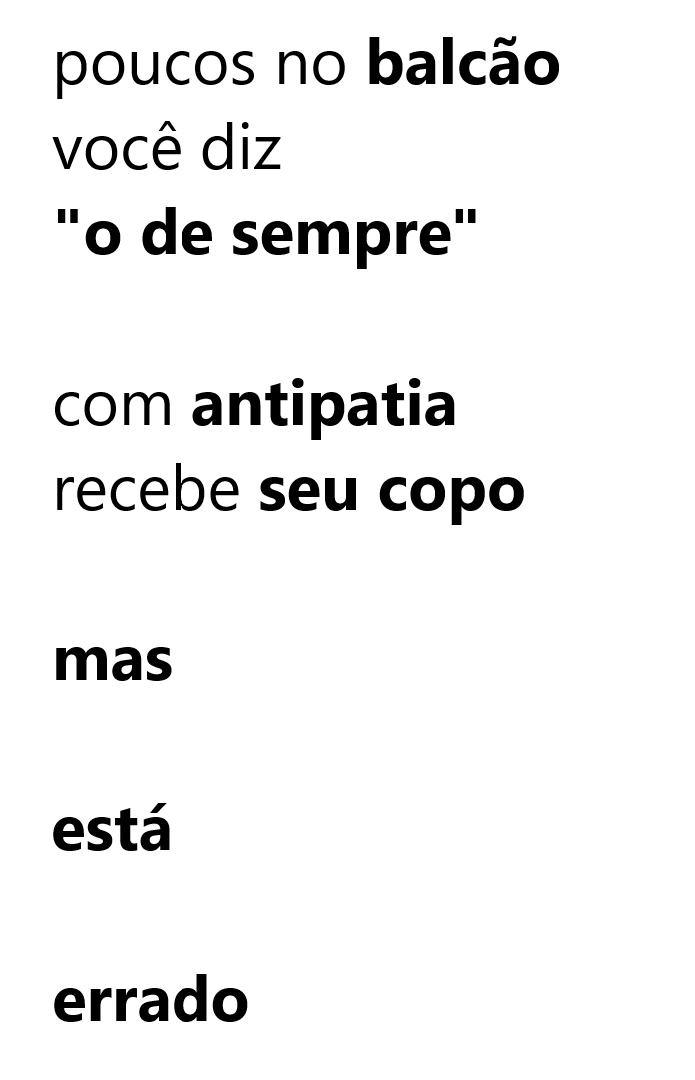 poucos no balcão
você diz
"o de sempre"
com antipatia
recebe seu copo
mas
está
errado